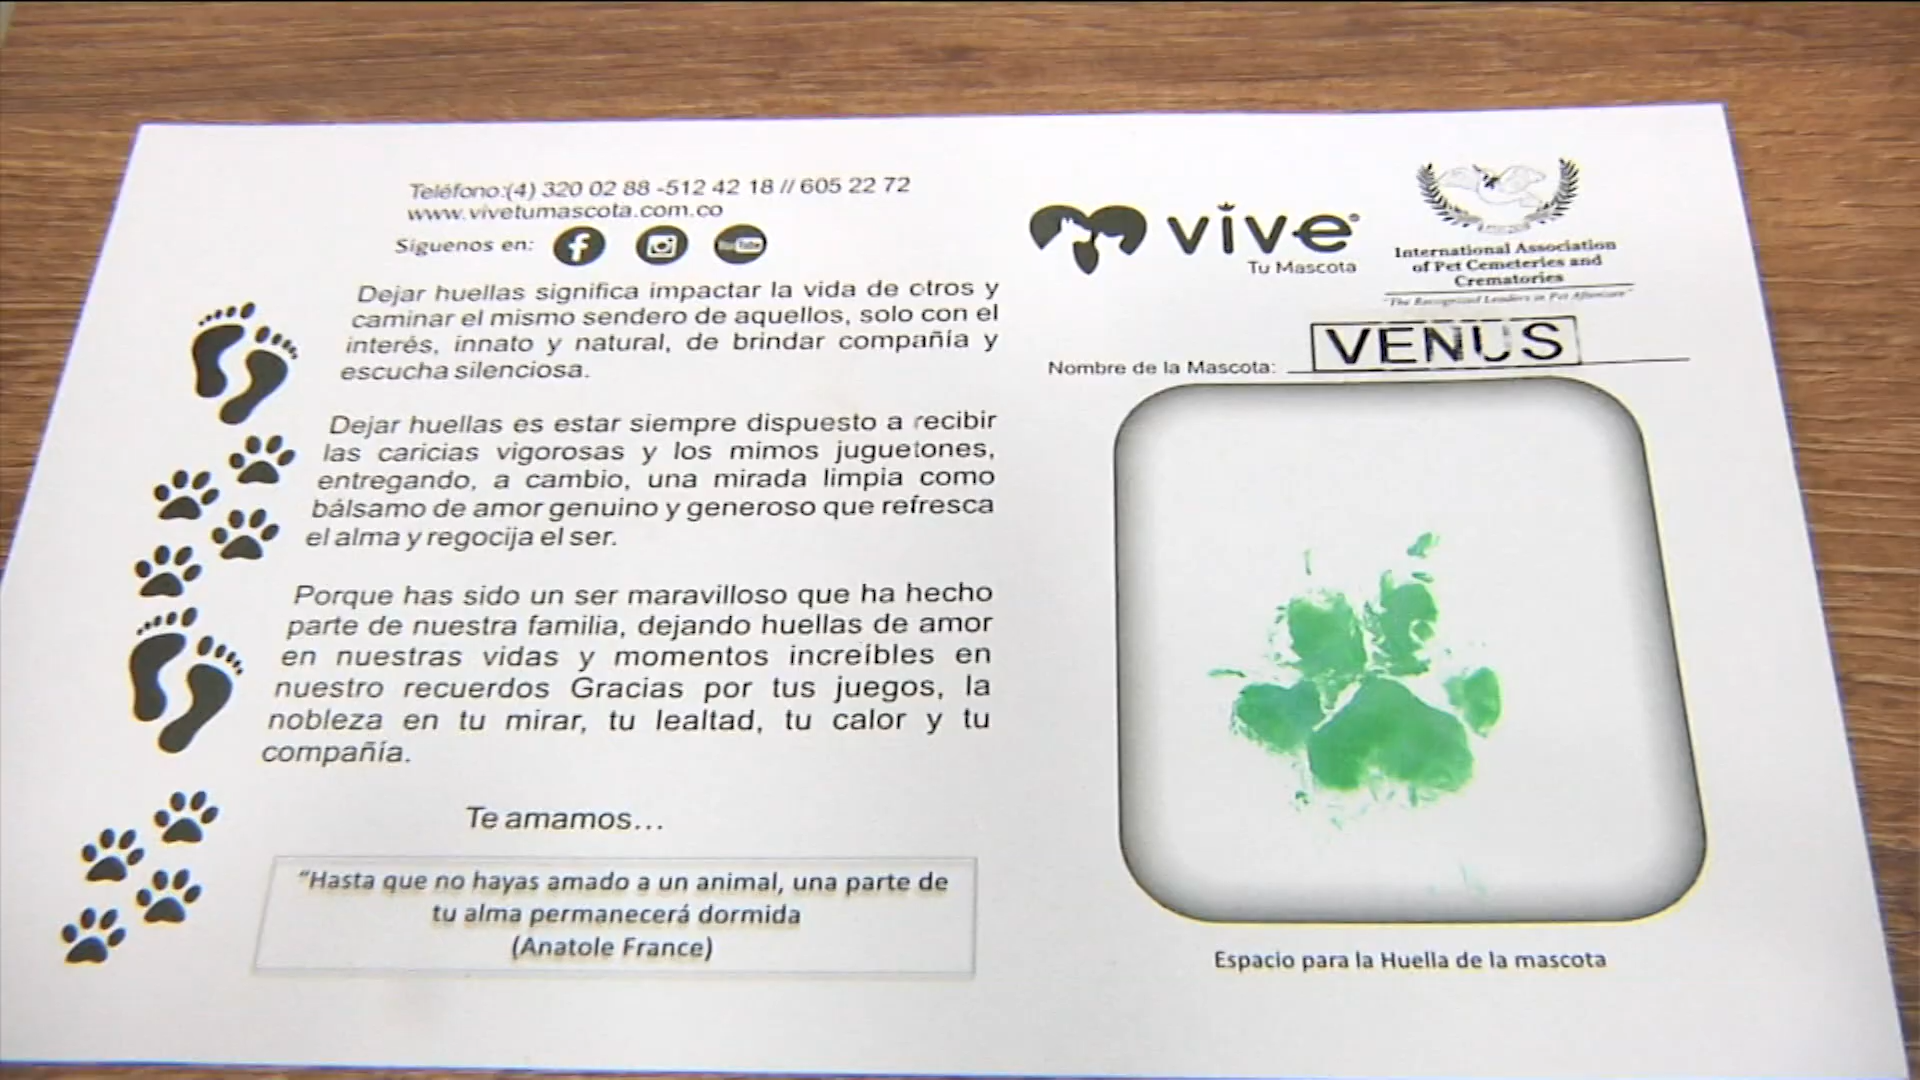 Teléfono:(4) 320 02 88 -512 42 18 // 605 22 72
www.vivetumascota.com.co
Síguenos en:
YouTube
Dejar huellas significa impactar la vida de otros y
caminar el mismo sendero de aquellos, solo con el
interés, innato y natural, de brindar compañía y
escucha silenciosa.
Dejar huellas es estar siempre dispuesto a recibir
las caricias vigorosas y los mimos juguetones,
entregando, a cambio, una mirada limpia como
bálsamo de amor genuino y generoso que refresca
el alma y regocija el ser.
Porque has sido un ser maravilloso que ha hecho
parte de nuestra familia, dejando huellas de amor
en nuestras vidas y momentos increíbles en
nuestro recuerdos Gracias por tus juegos, la
nobleza en tu mirar, tu lealtad, tu calor y tu
compañía.
Te amamos...
“Hasta que no hayas amado a un animal, una parte de
tu alma permanecerá dormida
(Anatole France)
vive®
Tu Mascota
International Association
of Pet Cemeteries and
Crematories
"The Recognized Leaders in Pet Aftercare"
Nombre de la Mascota: VENUS
Espacio para la Huella de la mascota